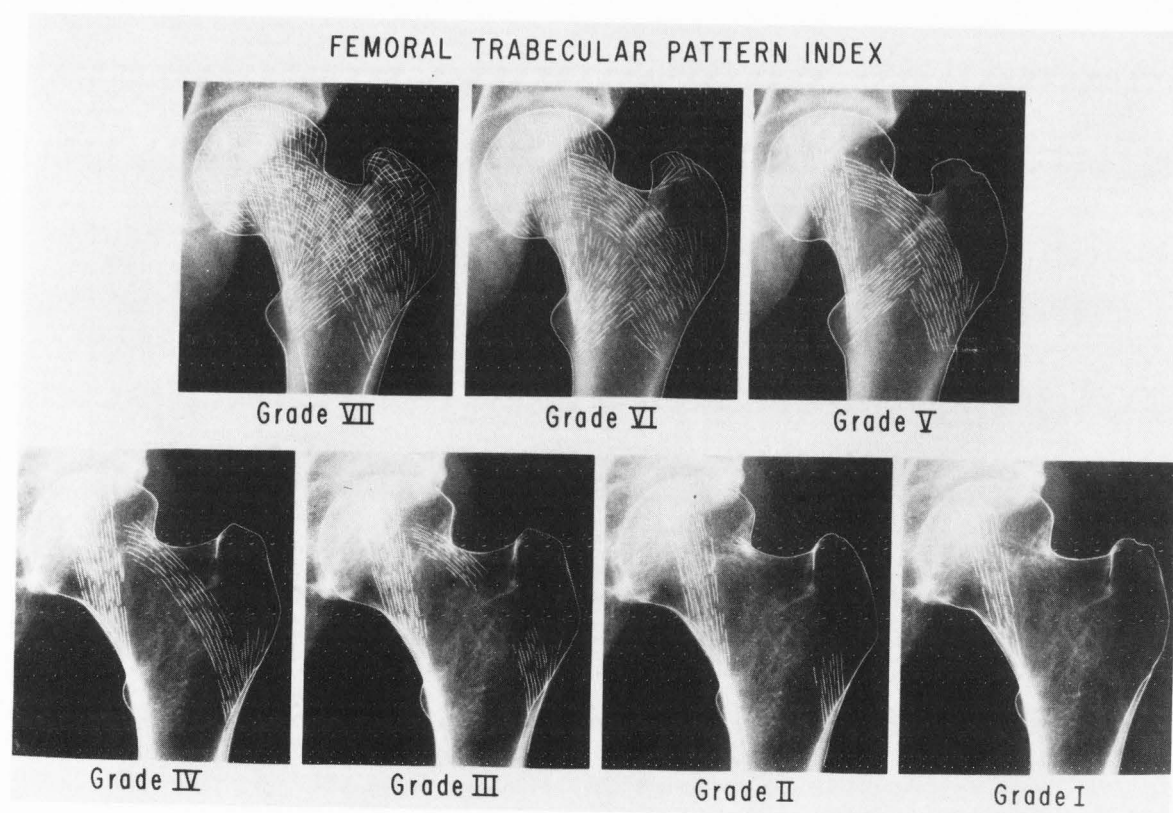 FEMORAL TRABECULAR PATTERN INDEX
Grade VII
Grade VI
Grade V
Grade IV
Grade III
Grade II
Grade I